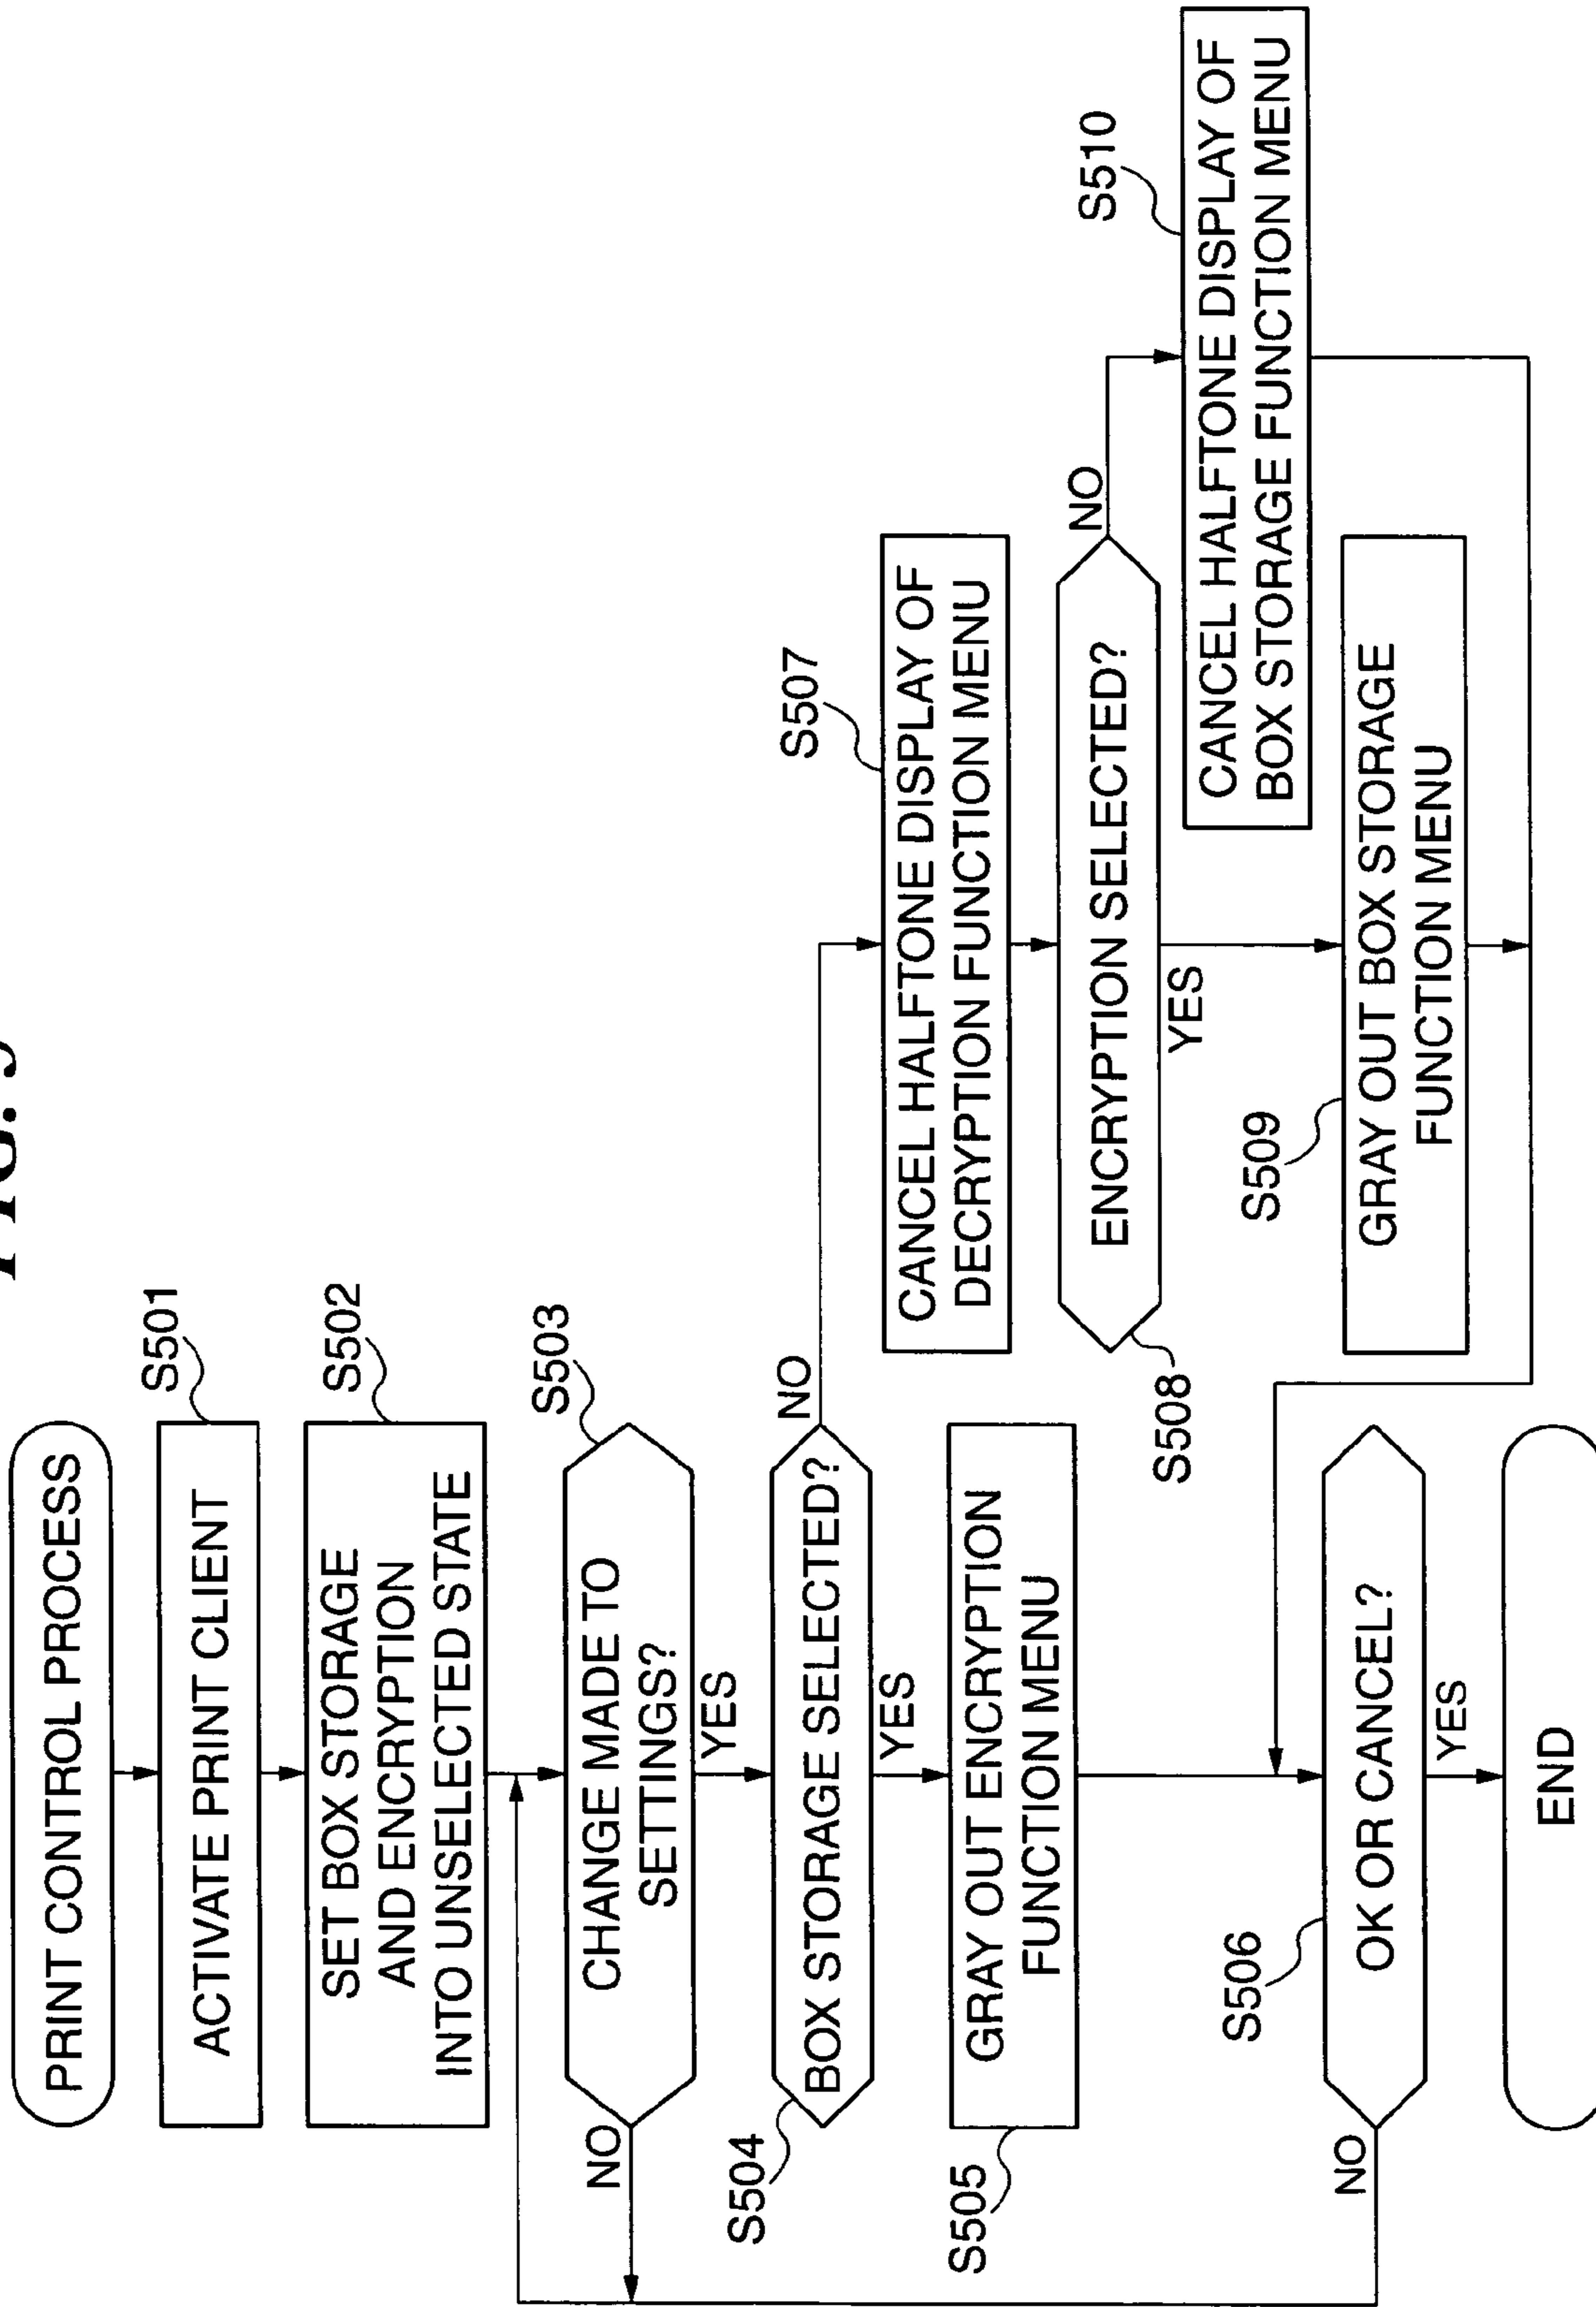 FIG. 5
PRINT CONTROL PROCESS
S501
ACTIVATE PRINT CLIENT
S502
SET BOX STORAGE
AND ENCRYPTION
INTO UNSELECTED STATE
S503
CHANGE MADE TO
SETTINGS?
NO
YES
S504
BOX STORAGE SELECTED?
NO
YES
S505
GRAY OUT ENCRYPTION
FUNCTION MENU
S506
OK OR CANCEL?
NO
YES
END
S507
CANCEL HALFTONE DISPLAY OF
DECRYPTION FUNCTION MENU
S508
ENCRYPTION SELECTED?
NO
YES
S509
GRAY OUT BOX STORAGE
FUNCTION MENU
S510
CANCEL HALFTONE DISPLAY OF
BOX STORAGE FUNCTION MENU